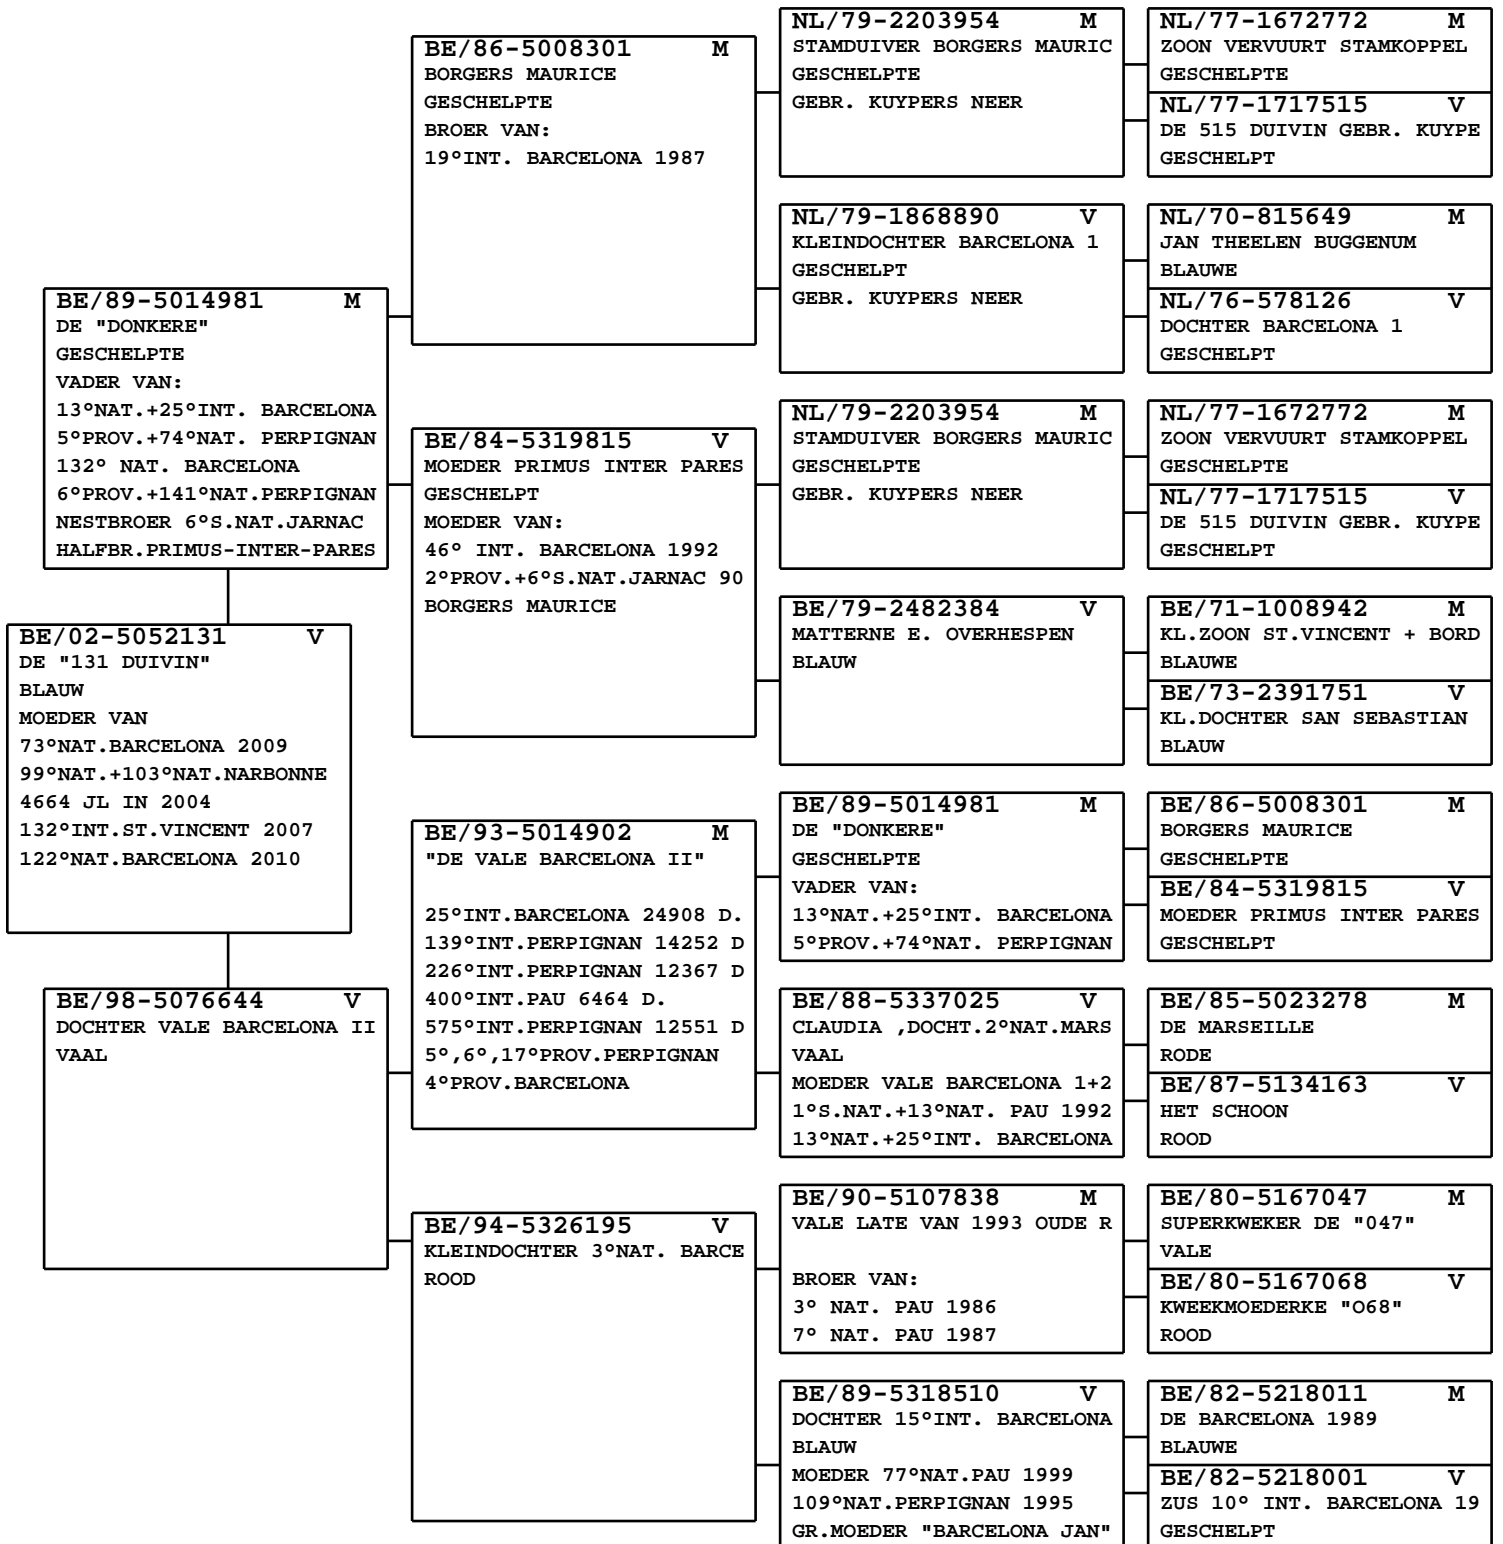 BE/02-5052131 V
DE "131 DUIVIN"
BLAUW
MOEDER VAN
73°NAT.BARCELONA 2009
99°NAT.+103°NAT.NARBONNE
4664 JL IN 2004
132°INT.ST.VINCENT 2007
122°NAT.BARCELONA 2010
BE/89-5014981 M
DE "DONKERE"
GESCHELPTE
VADER VAN:
13°NAT.+25°INT. BARCELONA
5°PROV.+74°NAT. PERPIGNAN
132° NAT. BARCELONA
6°PROV.+141°NAT.PERPIGNAN
NESTBROER 6°S.NAT.JARNAC
HALFBR.PRIMUS-INTER-PARES
BE/98-5076644 V
DOCHTER VALE BARCELONA II
VAAL
BE/86-5008301 M
BORGERS MAURICE
GESCHELPTE
BROER VAN:
19°INT. BARCELONA 1987
BE/84-5319815 V
MOEDER PRIMUS INTER PARES
GESCHELPT
MOEDER VAN:
46° INT. BARCELONA 1992
2°PROV.+6°S.NAT.JARNAC 90
BORGERS MAURICE
BE/93-5014902 M
"DE VALE BARCELONA II"
25°INT.BARCELONA 24908 D.
139°INT.PERPIGNAN 14252 D
226°INT.PERPIGNAN 12367 D
400°INT.PAU 6464 D.
575°INT.PERPIGNAN 12551 D
5°,6°,17°PROV.PERPIGNAN
4°PROV.BARCELONA
BE/94-5326195 V
KLEINDOCHTER 3°NAT. BARCE
ROOD
NL/79-2203954 M
STAMDUIVER BORGERS MAURIC
GESCHELPTE
GEBR. KUYPERS NEER
NL/79-1868890 V
KLEINDOCHTER BARCELONA 1
GESCHELPT
GEBR. KUYPERS NEER
NL/79-2203954 M
STAMDUIVER BORGERS MAURIC
GESCHELPTE
GEBR. KUYPERS NEER
BE/79-2482384 V
MATTERNE E. OVERHESPEN
BLAUW
BE/89-5014981 M
DE "DONKERE"
GESCHELPTE
VADER VAN:
13°NAT.+25°INT. BARCELONA
5°PROV.+74°NAT. PERPIGNAN
BE/88-5337025 V
CLAUDIA ,DOCHT.2°NAT.MARS
VAAL
MOEDER VALE BARCELONA 1+2
1°S.NAT.+13°NAT. PAU 1992
13°NAT.+25°INT. BARCELONA
BE/90-5107838 M
VALE LATE VAN 1993 OUDE R
BROER VAN:
3° NAT. PAU 1986
7° NAT. PAU 1987
BE/89-5318510 V
DOCHTER 15°INT. BARCELONA
BLAUW
MOEDER 77°NAT.PAU 1999
109°NAT.PERPIGNAN 1995
GR.MOEDER "BARCELONA JAN"
NL/77-1672772 M
ZOON VERVUURT STAMKOPPEL
GESCHELPTE
NL/77-1717515 V
DE 515 DUIVIN GEBR. KUYPE
GESCHELPT
NL/70-815649 M
JAN THEELEN BUGGENUM
BLAUWE
NL/76-578126 V
DOCHTER BARCELONA 1
GESCHELPT
NL/77-1672772 M
ZOON VERVUURT STAMKOPPEL
GESCHELPTE
NL/77-1717515 V
DE 515 DUIVIN GEBR. KUYPE
GESCHELPT
BE/71-1008942 M
KL.ZOON ST.VINCENT + BORD
BLAUWE
BE/73-2391751 V
KL.DOCHTER SAN SEBASTIAN
BLAUW
BE/86-5008301 M
BORGERS MAURICE
GESCHELPTE
BE/84-5319815 V
MOEDER PRIMUS INTER PARES
GESCHELPT
BE/85-5023278 M
DE MARSEILLE
RODE
BE/87-5134163 V
HET SCHOON
ROOD
BE/80-5167047 M
SUPERKWEKER DE "047"
VALE
BE/80-5167068 V
KWEEKMOEDERKE "O68"
ROOD
BE/82-5218011 M
DE BARCELONA 1989
BLAUWE
BE/82-5218001 V
ZUS 10° INT. BARCELONA 19
GESCHELPT